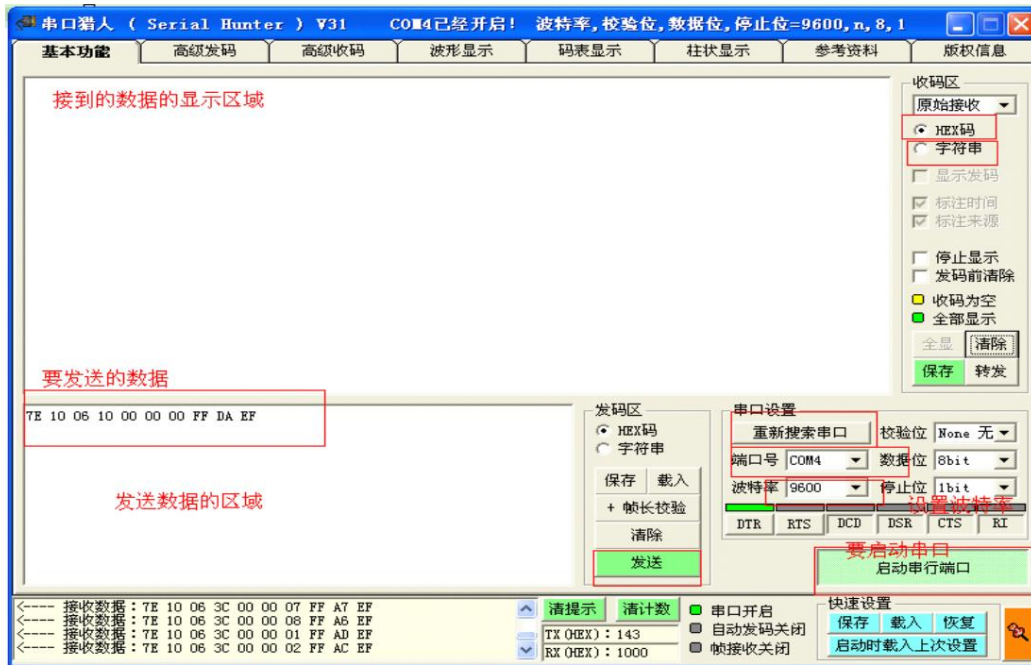 串口猎人 ( Serial Hunter ) V31 COM4已经开启! 波特率,校验位,数据位,停止位=9600,n,8,1
基本功能 高级发码 高级收码 波形显示 码表显示 柱状显示 参考资料 版权信息
接到的数据的显示区域
收码区
原始接收
HEX码
字符串
显示发码
标注时间
标注来源
停止显示
发码前清除
收码为空
全部显示
全显 清除
保存 转发
要发送的数据
7E 10 06 10 00 00 00 FF DA EF
发送数据的区域
发码区
HEX码
字符串
保存 载入
+ 帧长校验
清除
发送
串口设置
重新搜索串口 校验位 None 无
端口号 COM4 数据位 8bit
波特率 9600 停止位 1bit
设置波特率
DTR RTS DCD DSR CTS RI
要启动串口
启动串行端口
<---- 接收数据:7E 10 06 3C 00 00 07 FF A7 EF
<---- 接收数据:7E 10 06 3C 00 00 08 FF A6 EF
<---- 接收数据:7E 10 06 3C 00 00 01 FF AD EF
<---- 接收数据:7E 10 06 3C 00 00 02 FF AC EF
清提示 清计数
TX(HEX):143
RX(HEX):1000
串口开启
自动发码关闭
帧接收关闭
快速设置
保存 载入 恢复
启动时载入上次设置